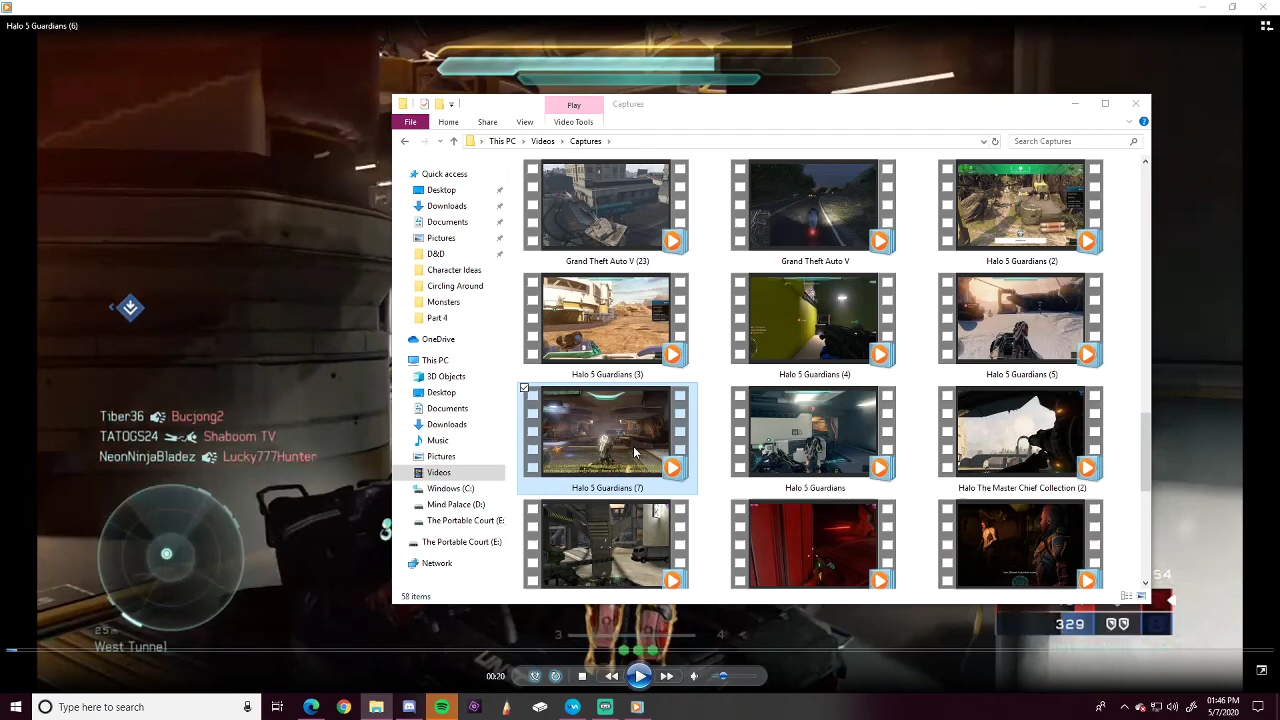 Halo 5 Guardians (6)
Play
Captures
File
Home
Share
View
Video Tools
This PC
Videos
Captures
Search Captures
Quick access
Desktop
Downloads
Documents
Pictures
D&D
Character Ideas
Circling Around
Monsters
Part 4
OneDrive
This PC
3D Objects
Desktop
Documents
Downloads
Music
Pictures
Videos
Windows (C:)
Mind Palace (D:)
The Portable Court (E:
The Portable Court (E:)
Network
Grand Theft Auto V (23)
Grand Theft Auto V
Halo 5 Guardians (2)
Halo 5 Guardians (3)
Halo 5 Guardians (4)
Halo 5 Guardians (5)
Halo 5 Guardians (7)
Halo 5 Guardians
Halo The Master Chief Collection (2)
58 items
Tiber36 Bucjong2
TATOGS24 Shaboom TV
NeonNinjaBladez Lucky777Hunter
25m
West Tunnel
3 4
54
329
00:20
Type here to search
01:46 PM
5/7/2020